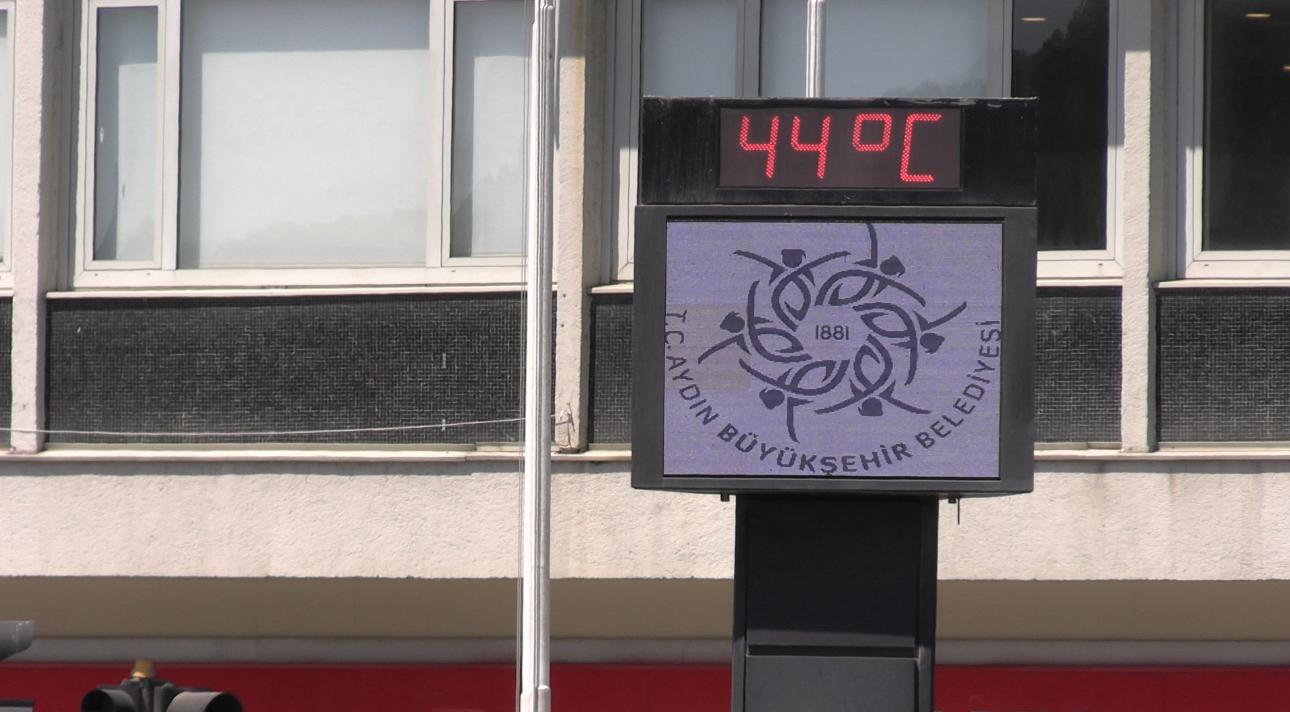 44°C
1881
T.C. AYDIN BÜYÜKŞEHİR BELEDİYESİ